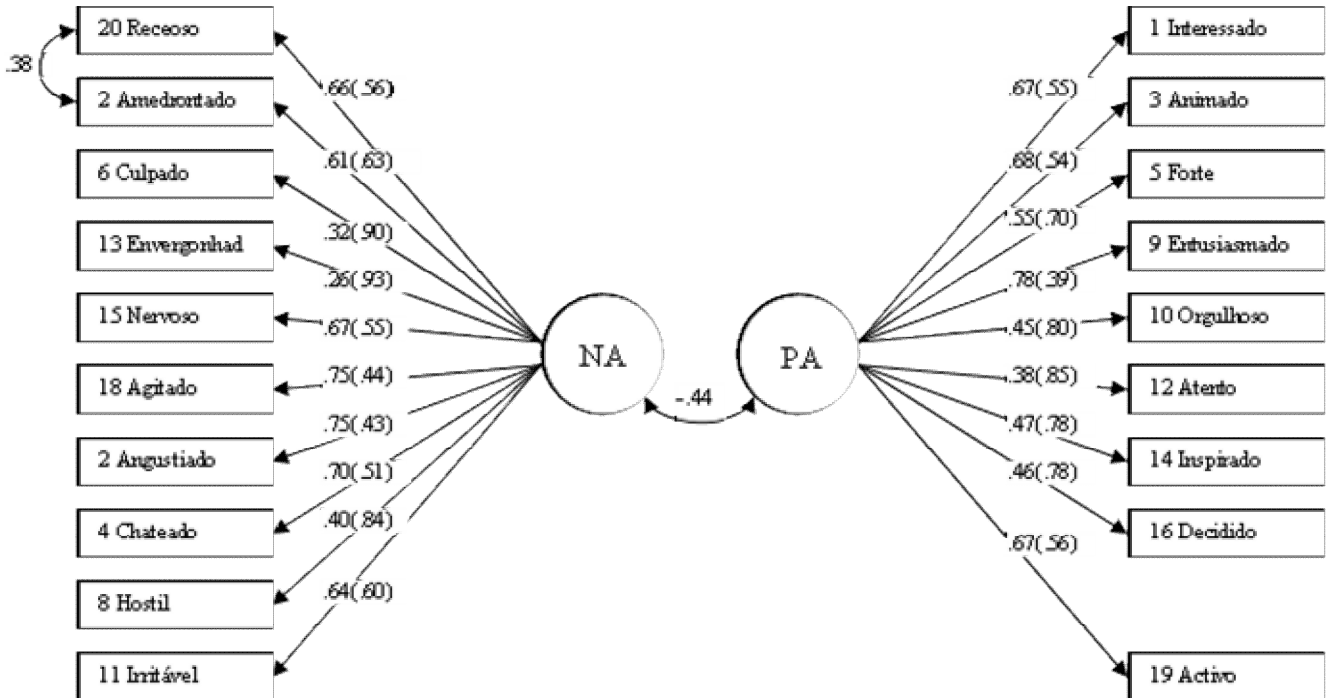 20 Receoso
.38
2 Amedrontado
6 Culpado
13 Envergonhad
15 Nervoso
18 Agitado
2 Angustiado
4 Chateado
8 Hostil
11 Irritável
.66(.56)
.61(.63)
.32(.90)
.26(.93)
.67(.55)
.75(.44)
.75(.43)
.70(.51)
.40(.84)
.64(.60)
NA
-.44
PA
.67(.55)
.68(.54)
.55(.70)
.78(.39)
.45(.80)
.38(.85)
.47(.78)
.46(.78)
.67(.56)
1 Interessado
3 Animado
5 Forte
9 Entusiasmado
10 Orgulhoso
12 Atento
14 Inspirado
16 Decidido
19 Activo